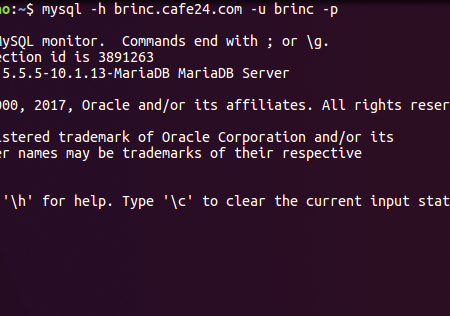 o:~$ mysql -h brinc.cafe24.com -u brinc -p
MySQL monitor. Commands end with ; or \g.
ection id is 3891263
5.5.5-10.1.13-MariaDB MariaDB Server
000, 2017, Oracle and/or its affiliates. All rights reser
istered trademark of Oracle Corporation and/or its
er names may be trademarks of their respective
'\h' for help. Type '\c' to clear the current input stat